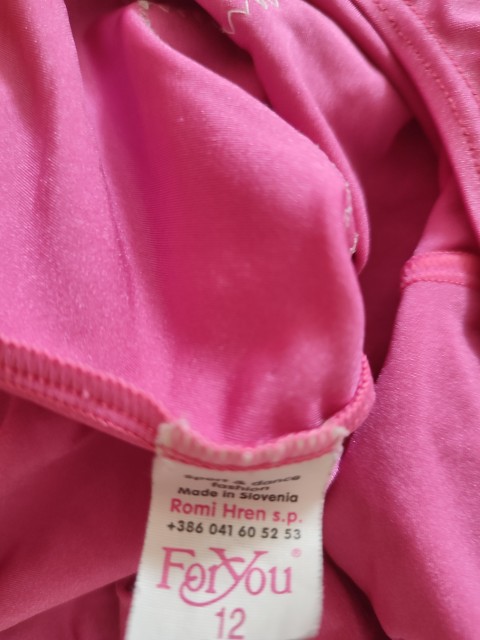 sport & dance
fashion
Made in Slovenia
Romi Hren s.p.
+386 041 60 52 53
ForYou®
12